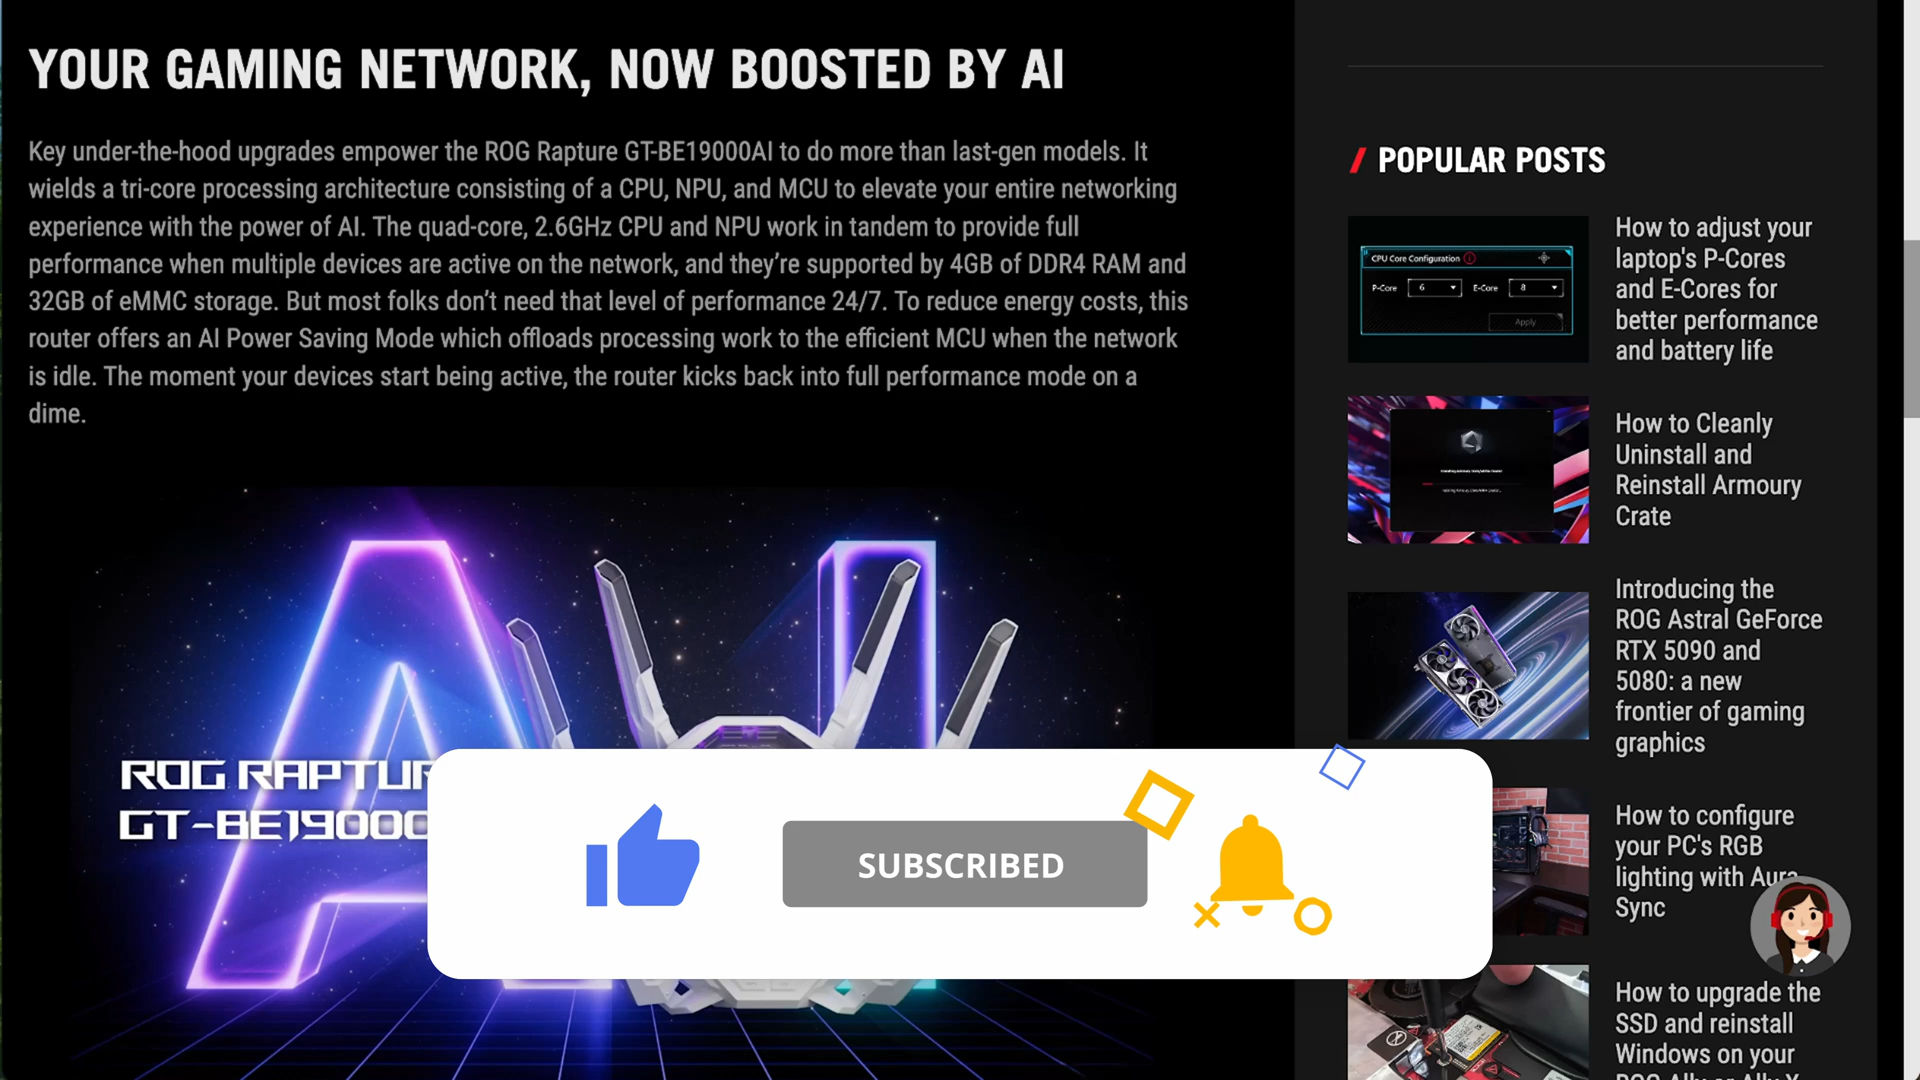 YOUR GAMING NETWORK, NOW BOOSTED BY AI
Key under-the-hood upgrades empower the ROG Rapture GT-BE19000AI to do more than last-gen models. It
wields a tri-core processing architecture consisting of a CPU, NPU, and MCU to elevate your entire networking
experience with the power of AI. The quad-core, 2.6GHz CPU and NPU work in tandem to provide full
performance when multiple devices are active on the network, and they’re supported by 4GB of DDR4 RAM and
32GB of eMMC storage. But most folks don’t need that level of performance 24/7. To reduce energy costs, this
router offers an AI Power Saving Mode which offloads processing work to the efficient MCU when the network
is idle. The moment your devices start being active, the router kicks back into full performance mode on a
dime.
AI
ROG RAPTUR
GT-BE1900
SUBSCRIBED
POPULAR POSTS
CPU Core Configuration
P-Core 6 E-Core 8
Apply
How to adjust your
laptop's P-Cores
and E-Cores for
better performance
and battery life
How to Cleanly
Uninstall and
Reinstall Armoury
Crate
Introducing the
ROG Astral GeForce
RTX 5090 and
5080: a new
frontier of gaming
graphics
How to configure
your PC's RGB
lighting with Aura
Sync
How to upgrade the
SSD and reinstall
Windows on your
ROG Ally or Ally X